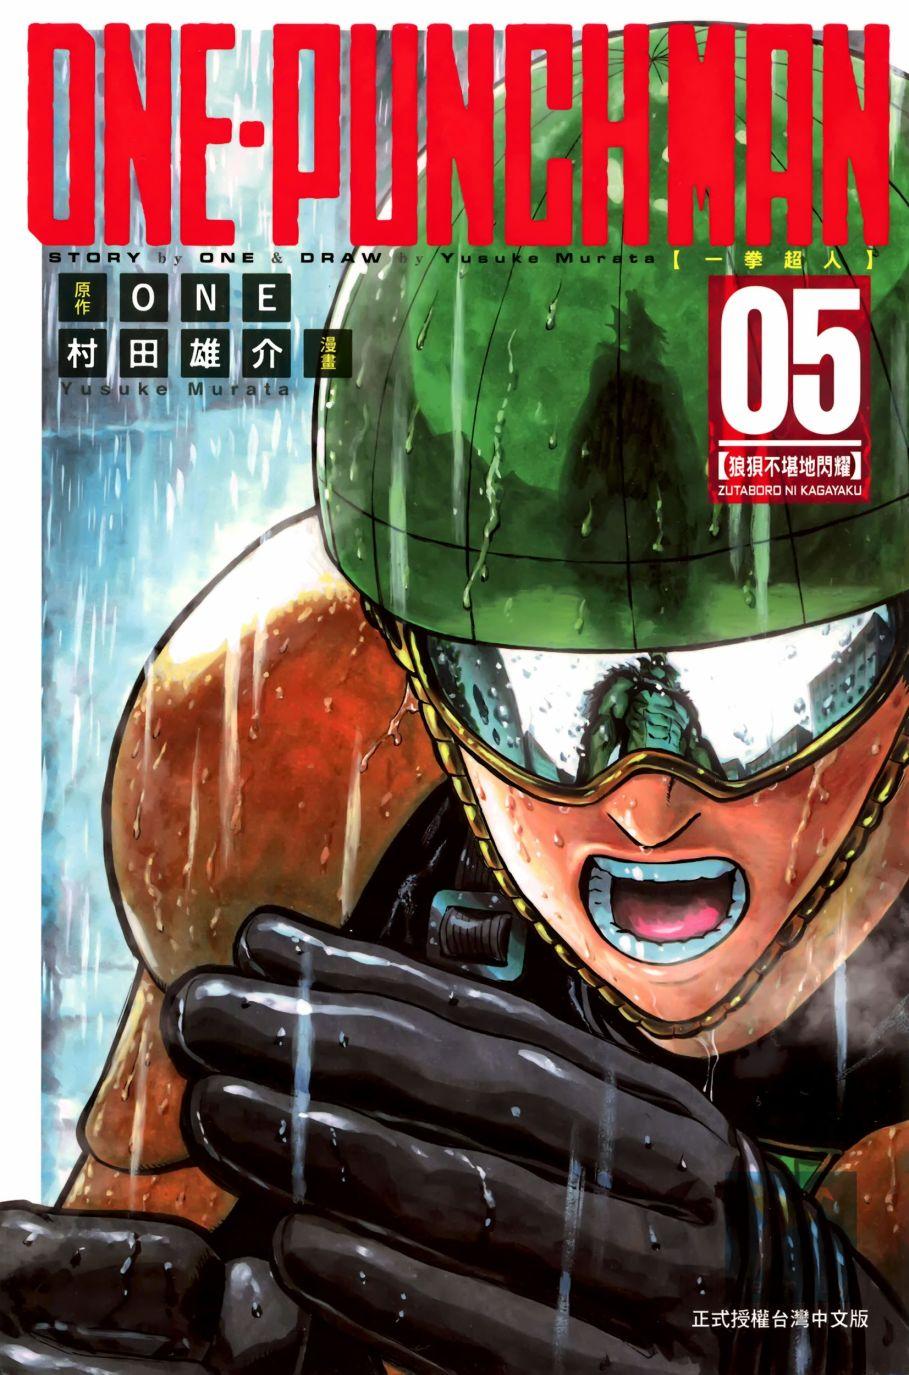 ONE-PUNCH MAN
STORY by ONE & DRAW by Yusuke Murata【一拳超人】
原作 ONE
村田雄介 漫畫
Yusuke Murata
05
【狼狽不堪地閃耀】
ZUTABORO NI KAGAYAKU
正式授權台灣中文版